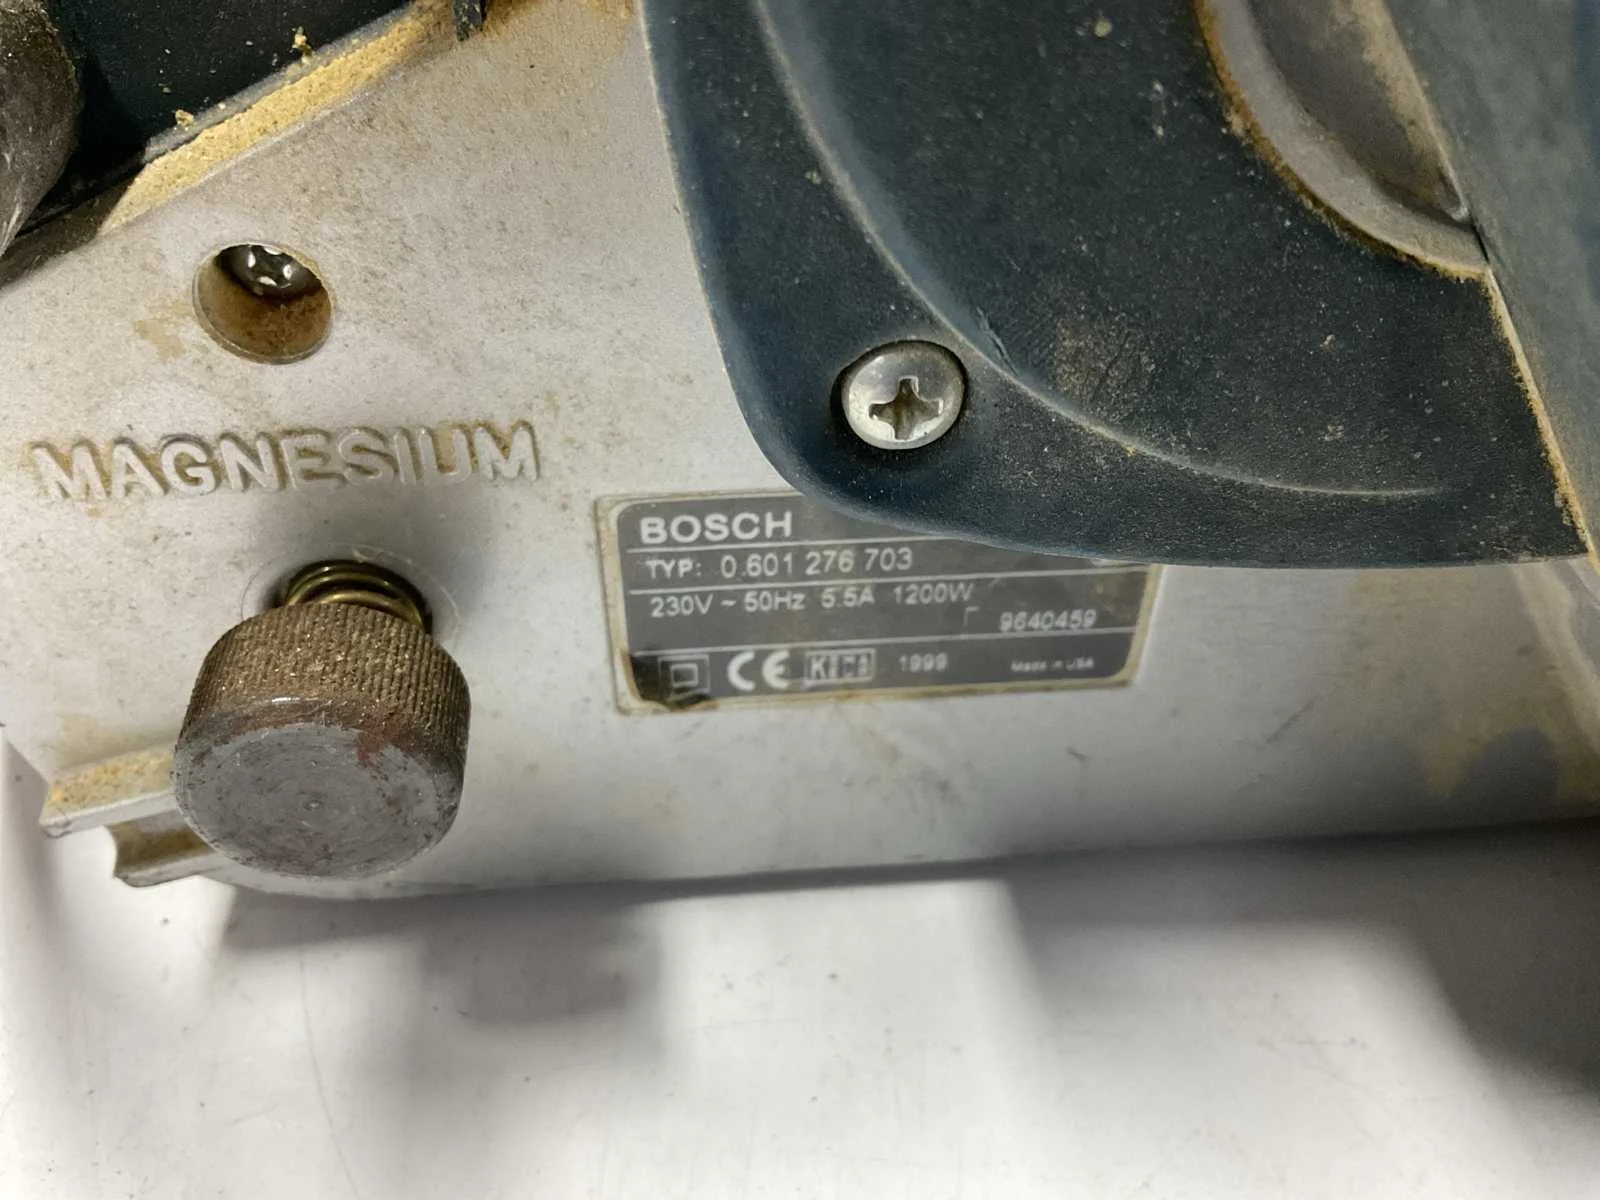 MAGNESIUM
BOSCH
TYP: 0.601 276 703
230V ~ 50Hz 5.5A 1200W
9640459
CE 1999 Made in USA